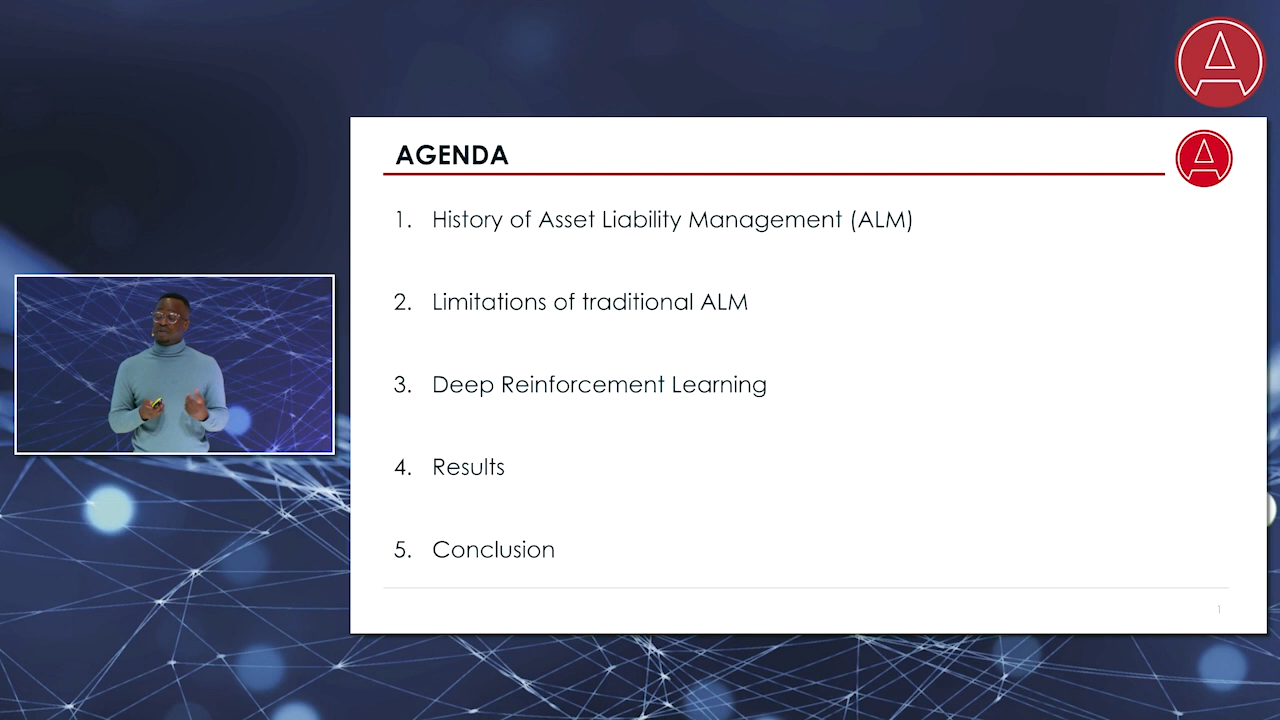 AGENDA
1. History of Asset Liability Management (ALM)
2. Limitations of traditional ALM
3. Deep Reinforcement Learning
4. Results
5. Conclusion
1